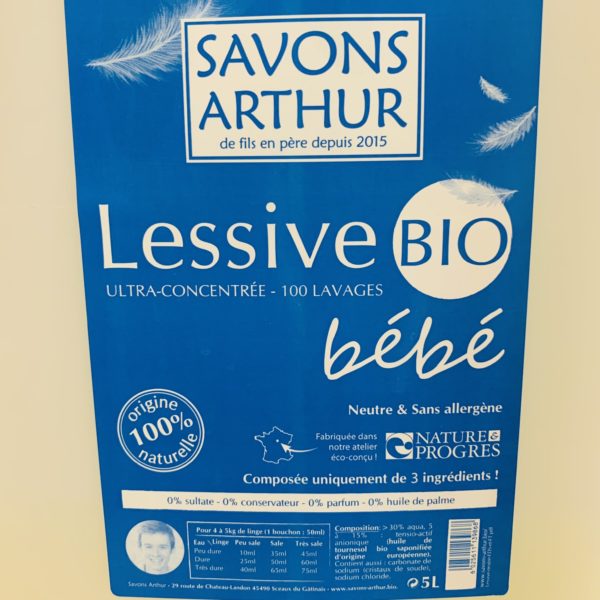 SAVONS
ARTHUR
de fils en père depuis 2015
Lessive BIO
ULTRA-CONCENTRÉE - 100 LAVAGES
bébé
Neutre & Sans allergène
origine
100%
naturelle
Fabriquée dans
notre atelier
éco-conçu !
NATURE &
PROGRES
Composée uniquement de 3 ingrédients !
0% sulfate - 0% conservateur - 0% parfum - 0% huile de palme
Pour 4 à 5kg de linge (1 bouchon : 50ml)
Eau Linge Peu sale Sale Très sale
Peu dure 10ml 35ml 45ml
Dure 25ml 50ml 60ml
Très dure 40ml 65ml 75ml
Composition: > 30% aqua, 5
à 15% : tensio-actif
anionique (huile de
tournesol bio saponifiée
d'origine européenne).
Contient aussi : carbonate de
sodium (cristaux de soude),
sodium chloride.
5L
Savons Arthur - 29 route de Chateau-Landon 45490 Sceaux du Gâtinais - www.savons-arthur.bio